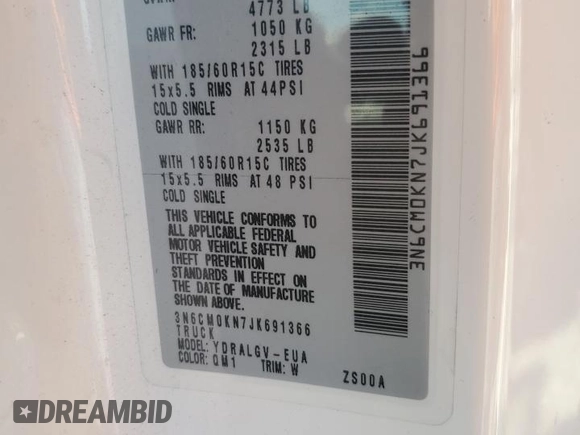 4773 LB
GAWR FR: 1050 KG
2315 LB
WITH 185/60R15C TIRES
15x5.5 RIMS AT 44PSI
COLD SINGLE
GAWR RR: 1150 KG
2535 LB
WITH 185/60R15C TIRES
15x5.5 RIMS AT 48 PSI
COLD SINGLE
THIS VEHICLE CONFORMS TO
ALL APPLICABLE FEDERAL
MOTOR VEHICLE SAFETY AND
THEFT PREVENTION
STANDARDS IN EFFECT ON
THE DATE OF MANUFACTURE
SHOWN ABOVE.
3N6CM0KN7JK691366
TRUCK
MODEL: YDRALGV-EUA
COLOR: QM1 TRIM: W ZS00A
3N6CM0KN7JK691366
DREAMBID